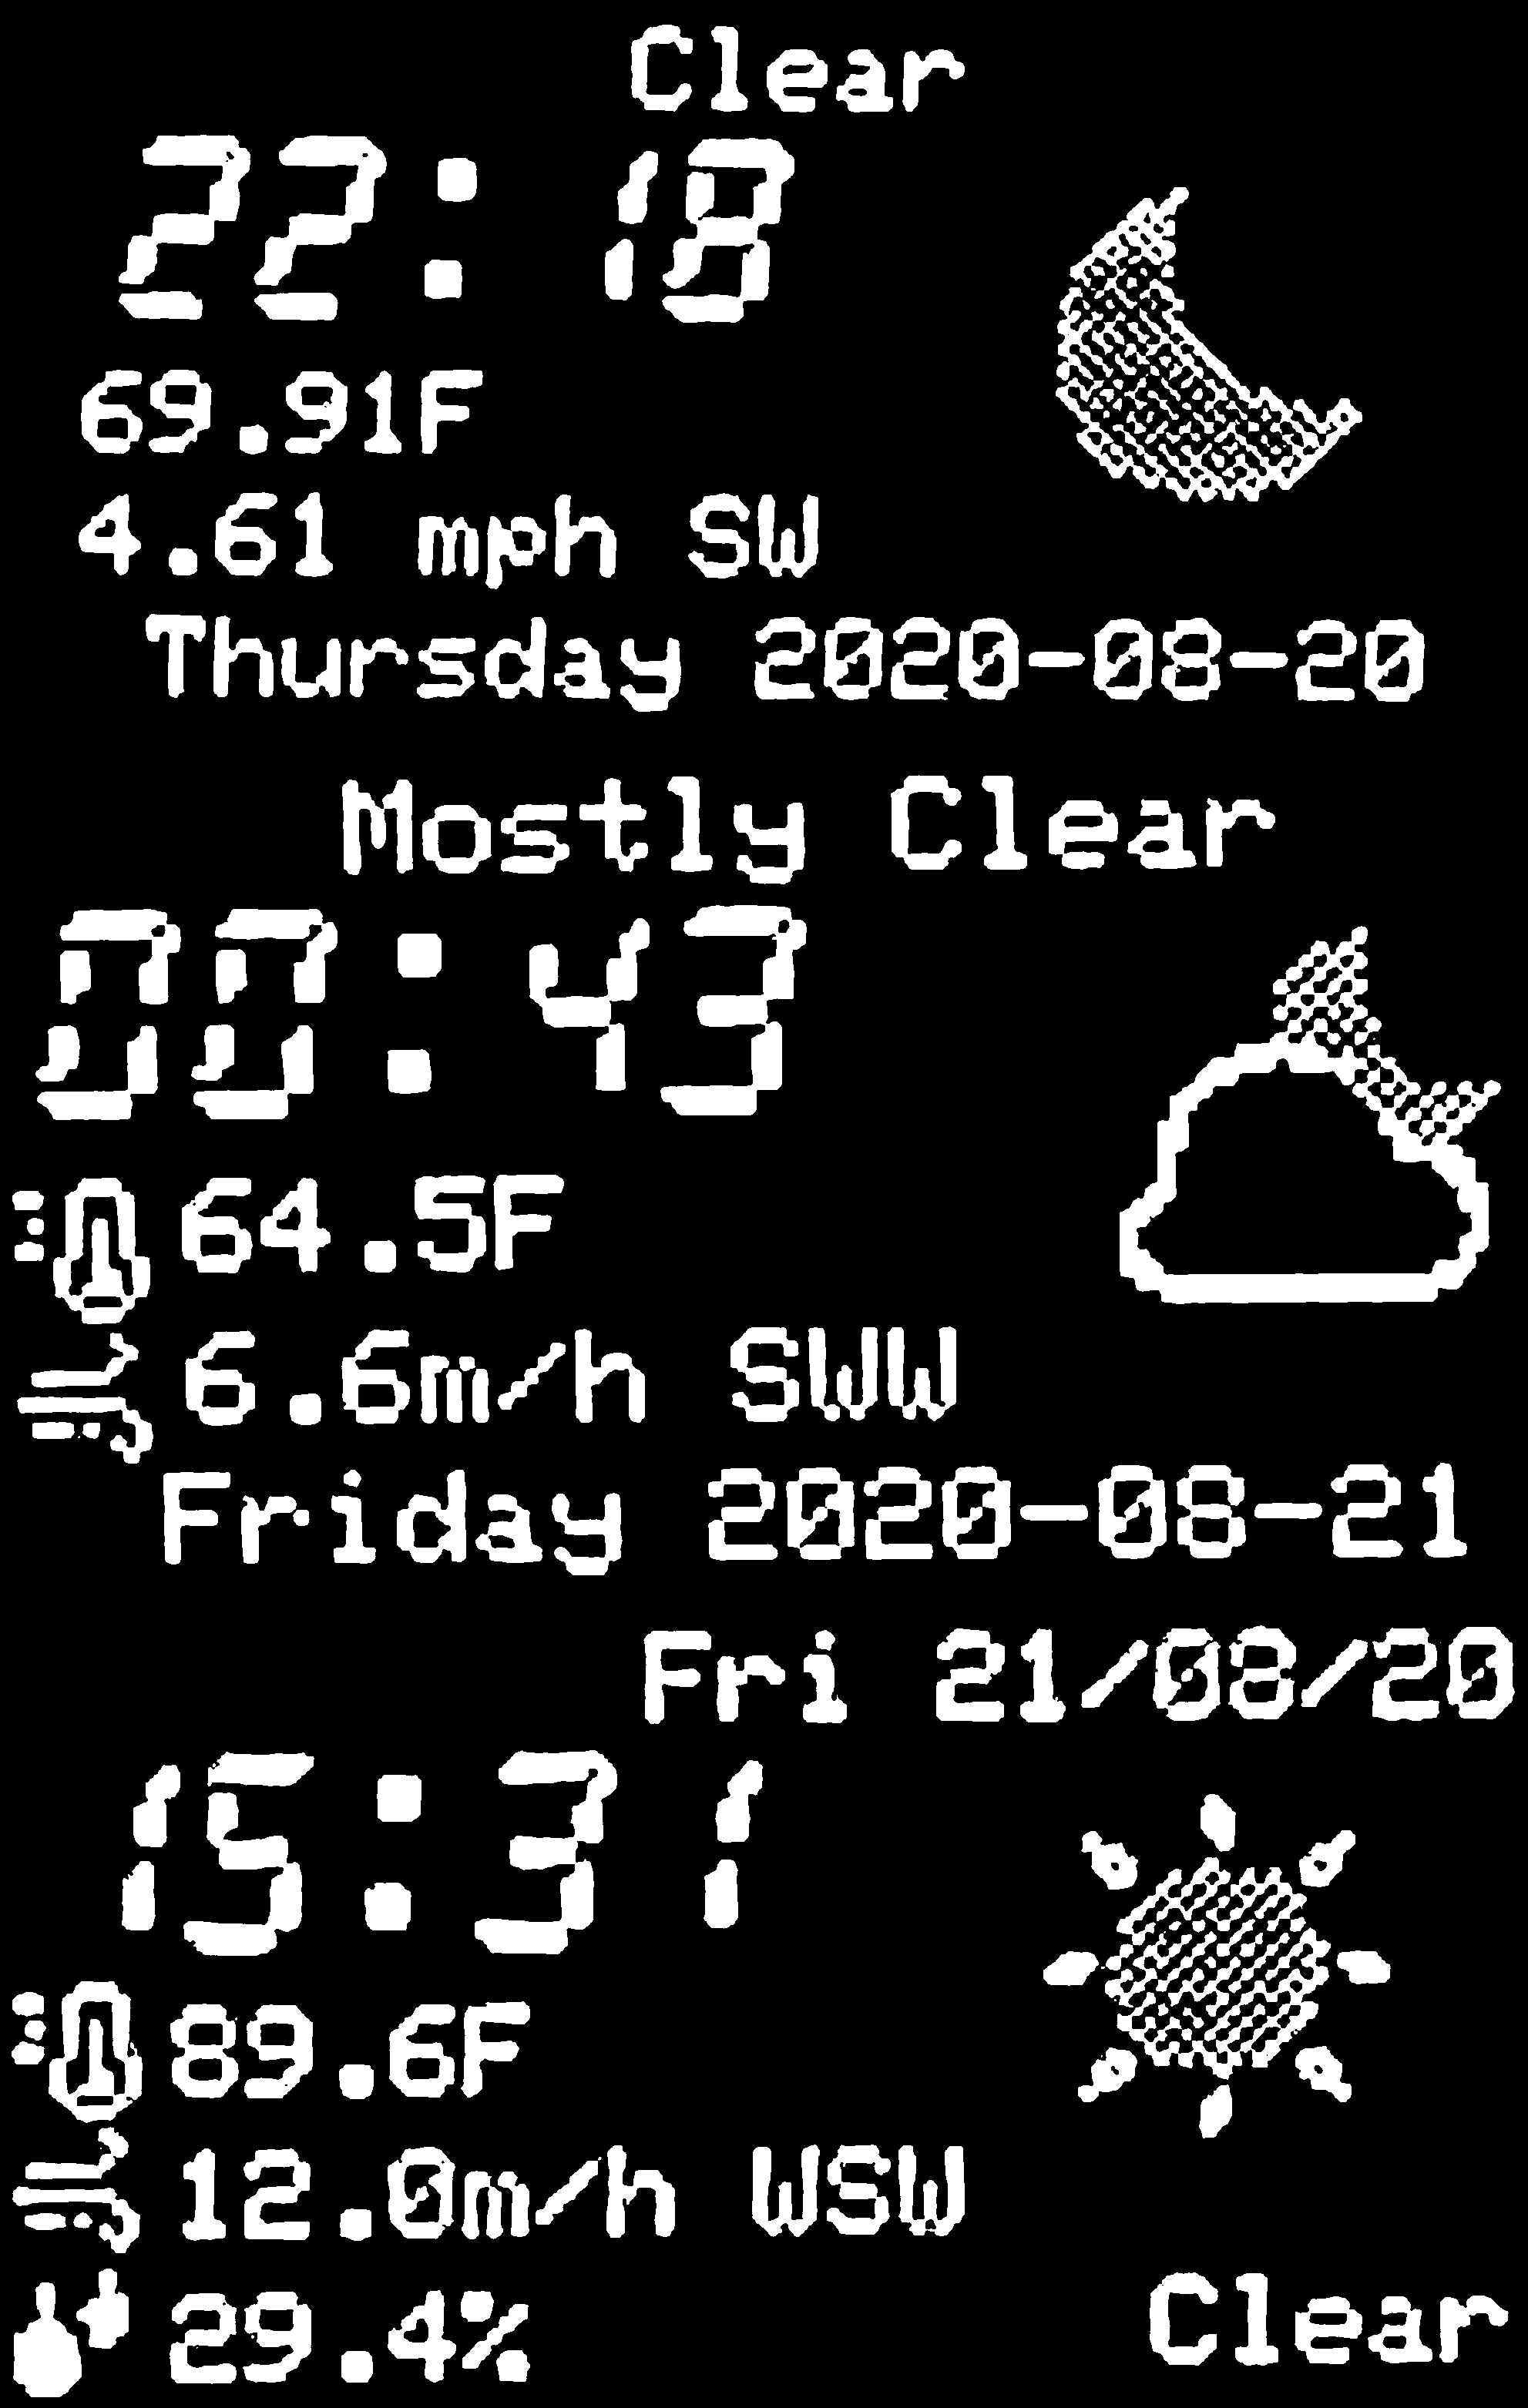 Clear
22:18
69.91F
4.61 mph SW
Thursday 2020-08-20
Mostly Clear
00:43
64.5F
6.6m/h SWW
Friday 2020-08-21
Fri 21/08/20
15:31
89.6F
12.0m/h WSW
29.4%
Clear